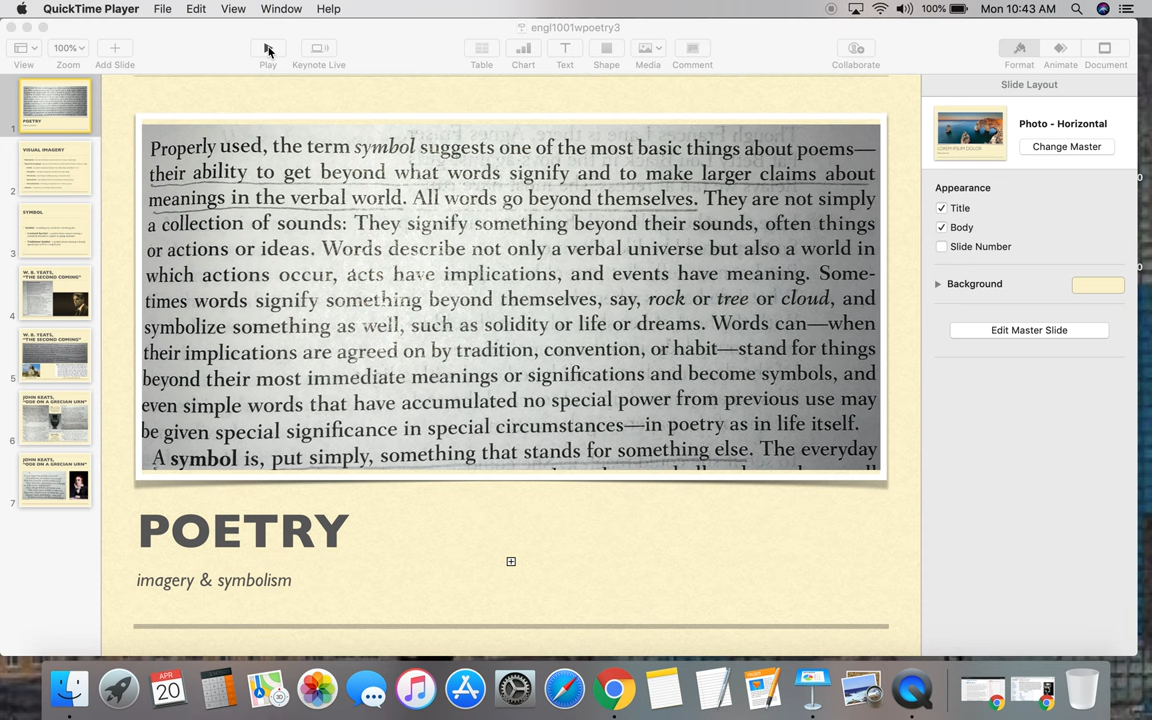 QuickTime Player File Edit View Window Help 100% Mon 10:43 AM
engl1001wpoetry3
100%
View Zoom Add Slide Play Keynote Live Table Chart Text Shape Media Comment Collaborate Format Animate Document
1
POETRY
2
VISUAL IMAGERY
3
SYMBOL
4
W. B. YEATS,
"THE SECOND COMING"
5
W. B. YEATS,
"THE SECOND COMING"
6
JOHN KEATS,
"ODE ON A GRECIAN URN"
7
JOHN KEATS,
"ODE ON A GRECIAN URN"
Properly used, the term symbol suggests one of the most basic things about poems—
their ability to get beyond what words signify and to make larger claims about
meanings in the verbal world. All words go beyond themselves. They are not simply
a collection of sounds: They signify something beyond their sounds, often things
or actions or ideas. Words describe not only a verbal universe but also a world in
which actions occur, acts have implications, and events have meaning. Some-
times words signify something beyond themselves, say, rock or tree or cloud, and
symbolize something as well, such as solidity or life or dreams. Words can—when
their implications are agreed on by tradition, convention, or habit—stand for things
beyond their most immediate meanings or significations and become symbols, and
even simple words that have accumulated no special power from previous use may
be given special significance in special circumstances—in poetry as in life itself.
A symbol is, put simply, something that stands for something else. The everyday
POETRY
imagery & symbolism
Slide Layout
Photo - Horizontal
Change Master
Appearance
Title
Body
Slide Number
Background
Edit Master Slide
APR
20